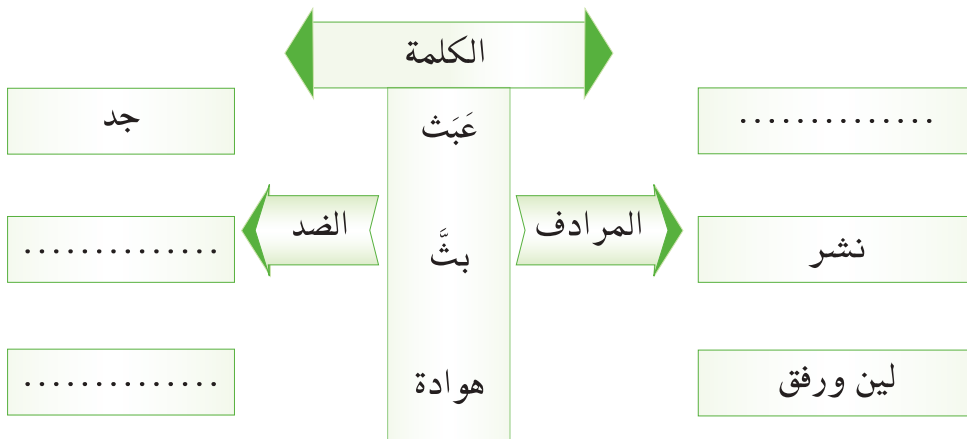 الكلمة
.............. عَبَث جد
المرادف الضد
نشر بثَّ ..............
لين ورفق هوادة ..............